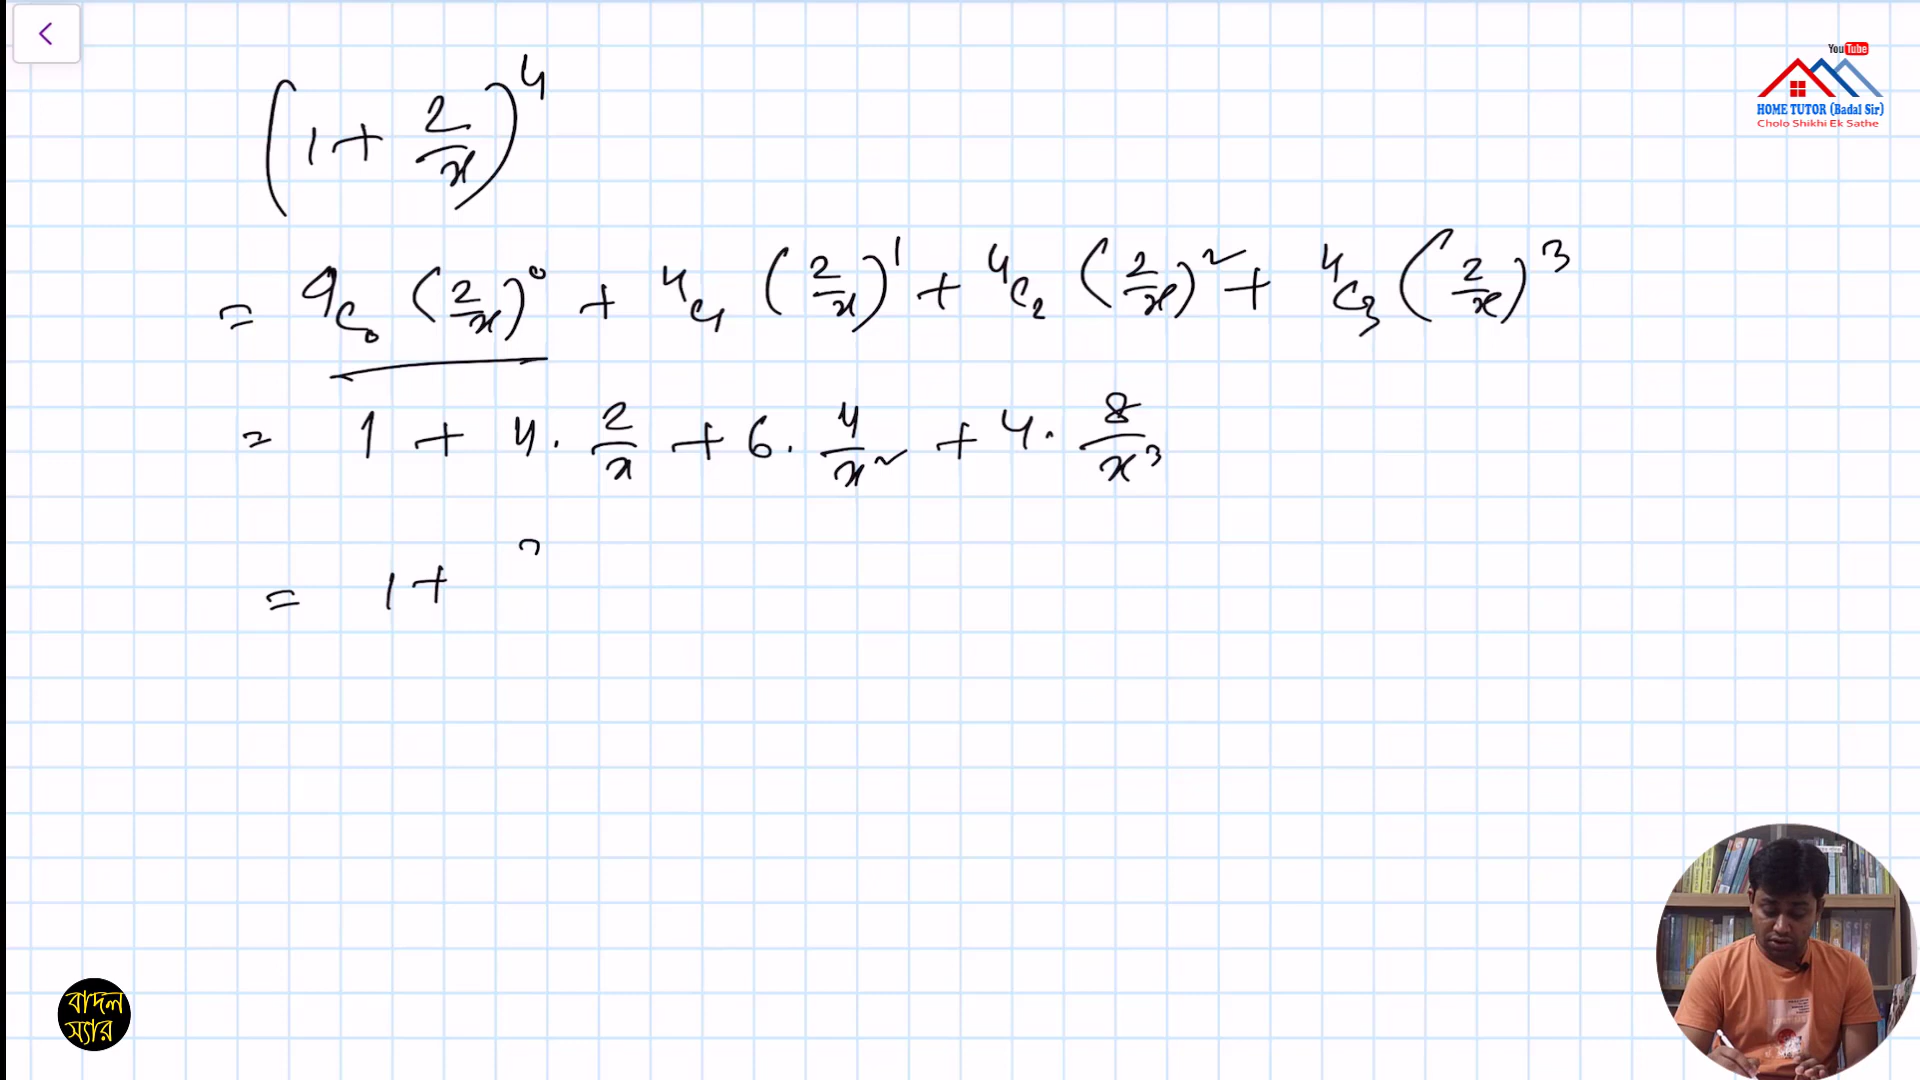 YouTube
HOME TUTOR (Badal Sir)
Cholo Shikhi Ek Sathe
(1 + 2/x)^4
= 4C0 (2/x)^0 + 4C1 (2/x)^1 + 4C2 (2/x)^2 + 4C3 (2/x)^3
= 1 + 4 · 2/x + 6 · 4/x^2 + 4 · 8/x^3
= 1 +
বাদল
স্যার